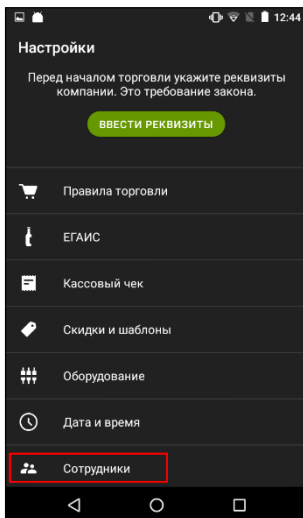 12:44
Настройки
Перед началом торговли укажите реквизиты
компании. Это требование закона.
ВВЕСТИ РЕКВИЗИТЫ
Правила торговли
ЕГАИС
Кассовый чек
Скидки и шаблоны
Оборудование
Дата и время
Сотрудники